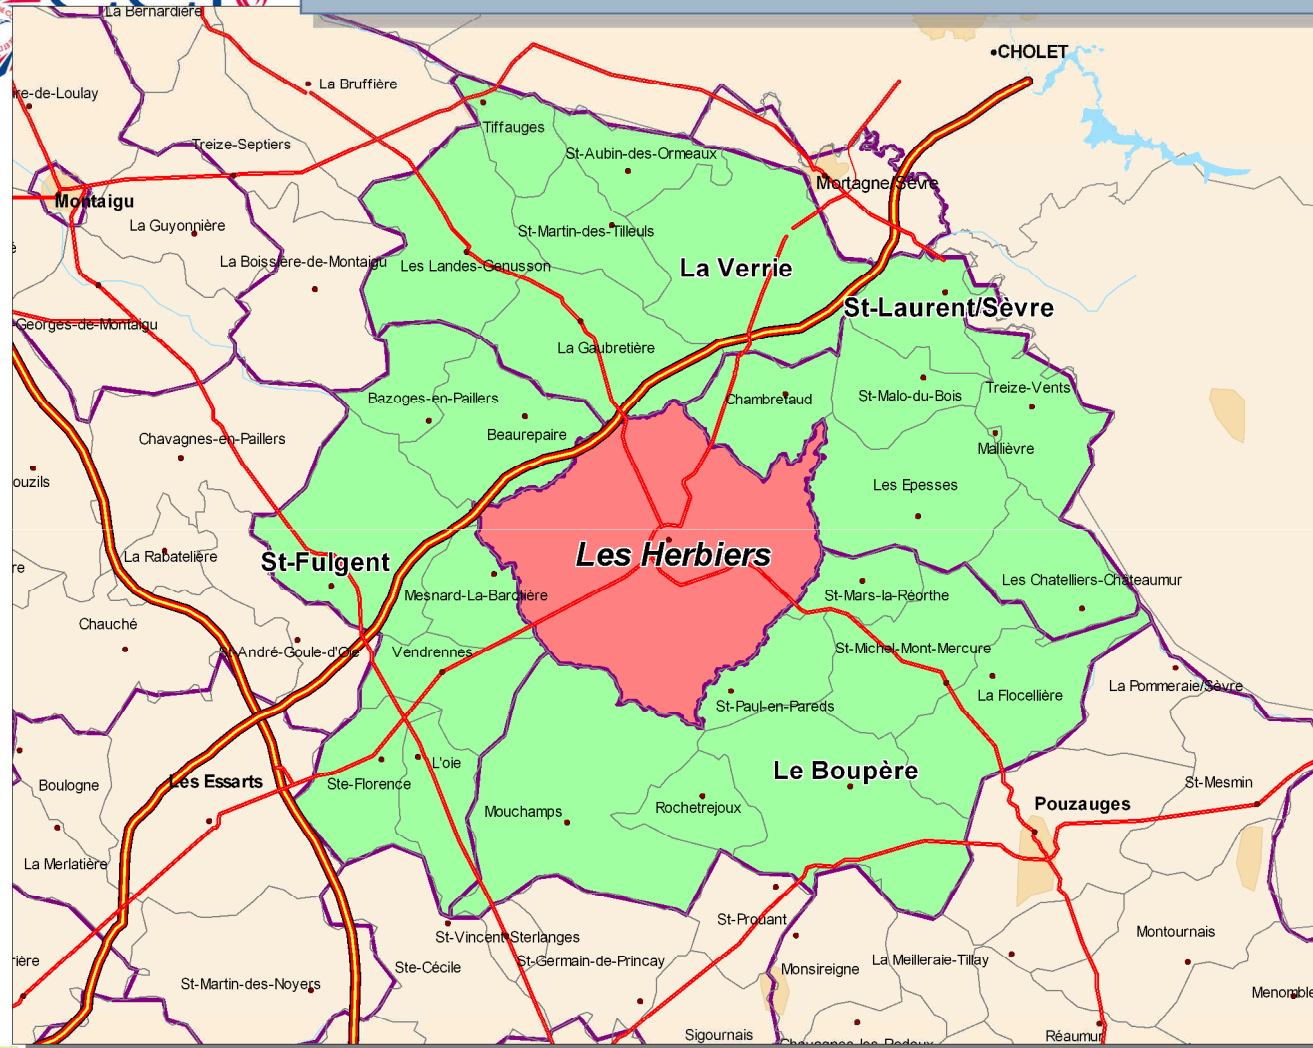 La Bernardière
CHOLET
La Bruffière
re-de-Loulay
Tiffauges
Treize-Septiers
St-Aubin-des-Ormeaux
Mortagne/Sèvre
Montaigu
La Guyonnière
St-Martin-des-Tilleuls
La Boissière-de-Montaigu
Les Landes-Genusson
La Verrie
St-Laurent/Sèvre
Georges-de-Montaigu
La Gaubretière
Treize-Vents
St-Malo-du-Bois
Bazoges-en-Paillers
Chambretaud
Beaurepaire
Chavagnes-en-Paillers
Mallièvre
ouzils
Les Epesses
La Rabatelière
St-Fulgent
Les Herbiers
re
Les Chatelliers-Châteaumur
Mesnard-La-Barotière
St-Mars-la-Réorthe
Chauché
St-André-Goule-d'Oie
Vendrennes
St-Michel-Mont-Mercure
La Pommeraie/Sèvre
La Flocellière
St-Paul-en-Pareds
L'oie
Le Boupère
Les Essarts
Ste-Florence
Boulogne
St-Mesmin
Pouzauges
Mouchamps
Rochetrejoux
La Merlatière
St-Prouant
St-Vincent-Sterlanges
Montournais
rière
Ste-Cécile
St-Germain-de-Princay
Monsireigne
La Meilleraie-Tillay
St-Martin-des-Noyers
Menomble
Sigournais
Réaumur